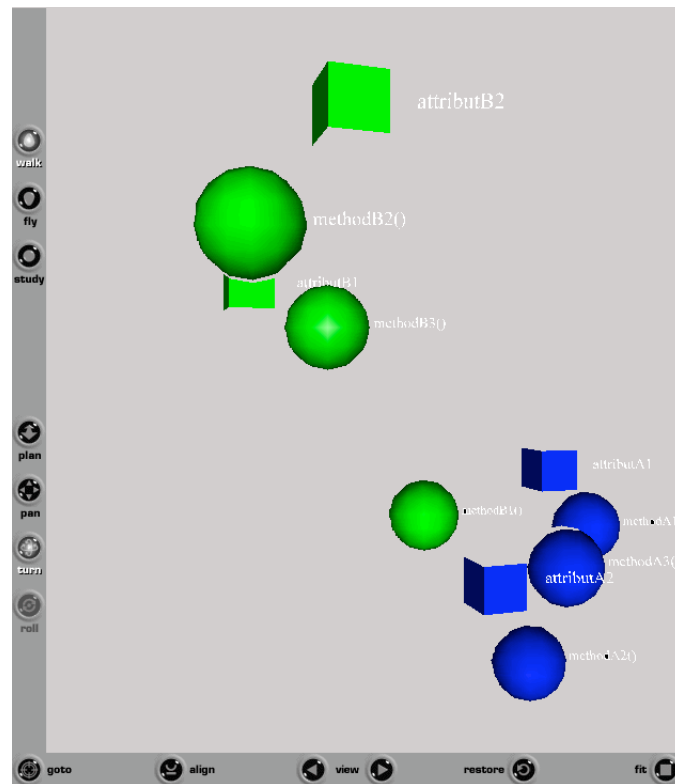 attributB2
walk
methodB2()
fly
study
attributB1
methodB3()
plan
attributA1
pan
methodB1()
methodA1
turn
methodA3(
attributA2
roll
methodA2()
goto
align
view
restore
fit